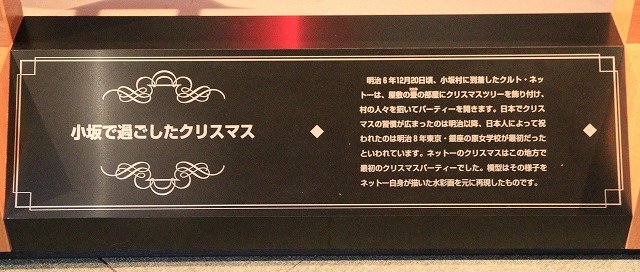 小坂で過ごしたクリスマス
明治6年12月20日頃、小坂村に到着したクルト・ネッ
トーは、屋敷の畳の部屋にクリスマスツリーを飾り付け、
村の人々を招いてパーティーを開きます。日本でクリス
マスの習慣が広まったのは明治以降、日本人によって祝
われたのは明治8年東京・銀座の原女学校が最初だった
といわれています。ネットーのクリスマスはこの地方で
最初のクリスマスパーティーでした。模型はその様子を
ネットー自身が描いた水彩画を元に再現したものです。